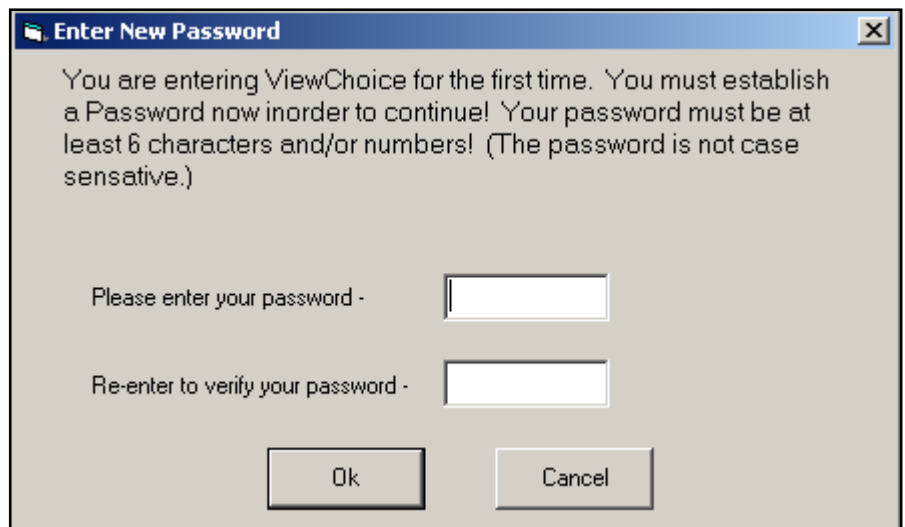 Enter New Password
You are entering ViewChoice for the first time. You must establish
a Password now inorder to continue! Your password must be at
least 6 characters and/or numbers! (The password is not case
sensative.)
Please enter your password -
Re-enter to verify your password -
Ok
Cancel